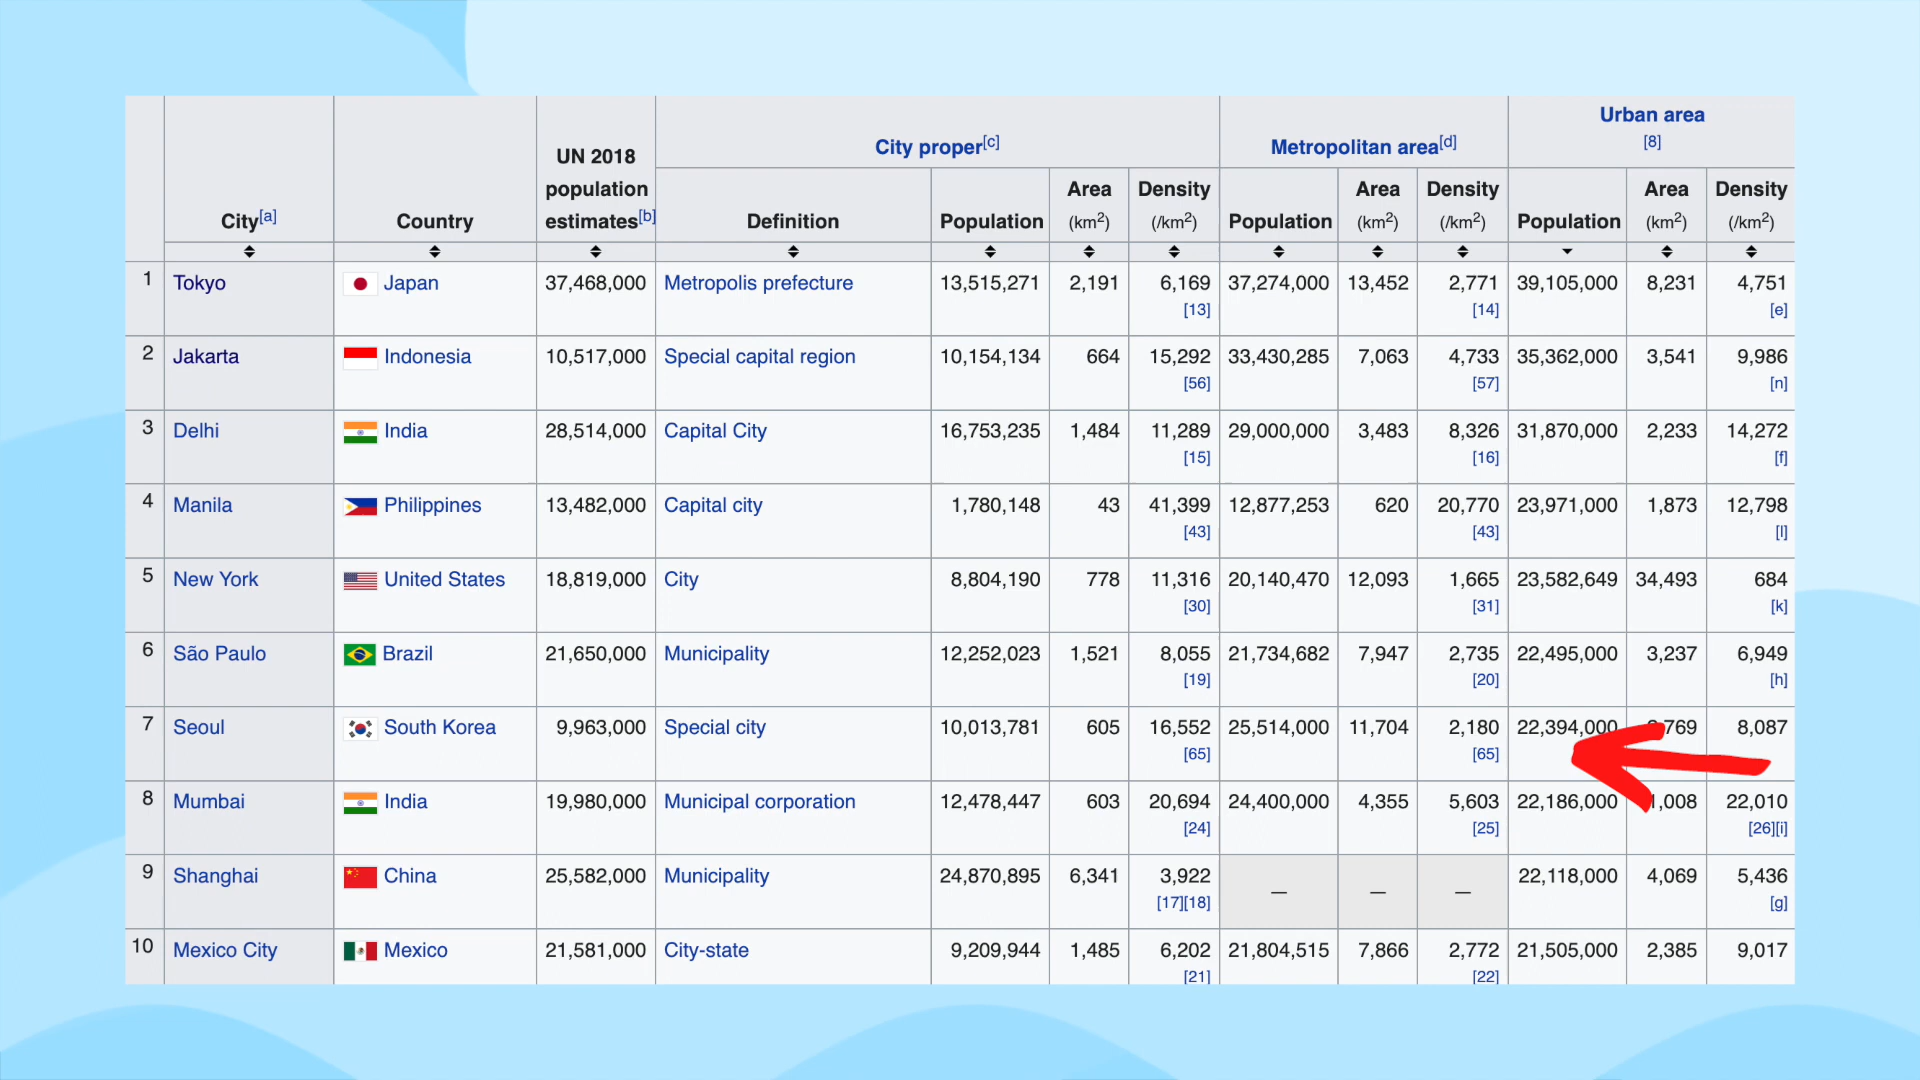 Urban area
[8]
City proper[c] Metropolitan area[d]
UN 2018
population
estimates[b]
City[a] Country Definition Population Area (km²) Density (/km²) Population Area (km²) Density (/km²) Population Area (km²) Density (/km²)
1 Tokyo Japan 37,468,000 Metropolis prefecture 13,515,271 2,191 6,169 37,274,000 13,452 2,771 39,105,000 8,231 4,751
[13] [14] [e]
2 Jakarta Indonesia 10,517,000 Special capital region 10,154,134 664 15,292 33,430,285 7,063 4,733 35,362,000 3,541 9,986
[56] [57] [n]
3 Delhi India 28,514,000 Capital City 16,753,235 1,484 11,289 29,000,000 3,483 8,326 31,870,000 2,233 14,272
[15] [16] [f]
4 Manila Philippines 13,482,000 Capital city 1,780,148 43 41,399 12,877,253 620 20,770 23,971,000 1,873 12,798
[43] [43] [l]
5 New York United States 18,819,000 City 8,804,190 778 11,316 20,140,470 12,093 1,665 23,582,649 34,493 684
[30] [31] [k]
6 São Paulo Brazil 21,650,000 Municipality 12,252,023 1,521 8,055 21,734,682 7,947 2,735 22,495,000 3,237 6,949
[19] [20] [h]
7 Seoul South Korea 9,963,000 Special city 10,013,781 605 16,552 25,514,000 11,704 2,180 22,394,000 8,087
[65] [65]
8 Mumbai India 19,980,000 Municipal corporation 12,478,447 603 20,694 24,400,000 4,355 5,603 22,186,000 1,008 22,010
[24] [25] [26][i]
9 Shanghai China 25,582,000 Municipality 24,870,895 6,341 3,922 — — — 22,118,000 4,069 5,436
[17][18] [g]
10 Mexico City Mexico 21,581,000 City-state 9,209,944 1,485 6,202 21,804,515 7,866 2,772 21,505,000 2,385 9,017
[21] [22]